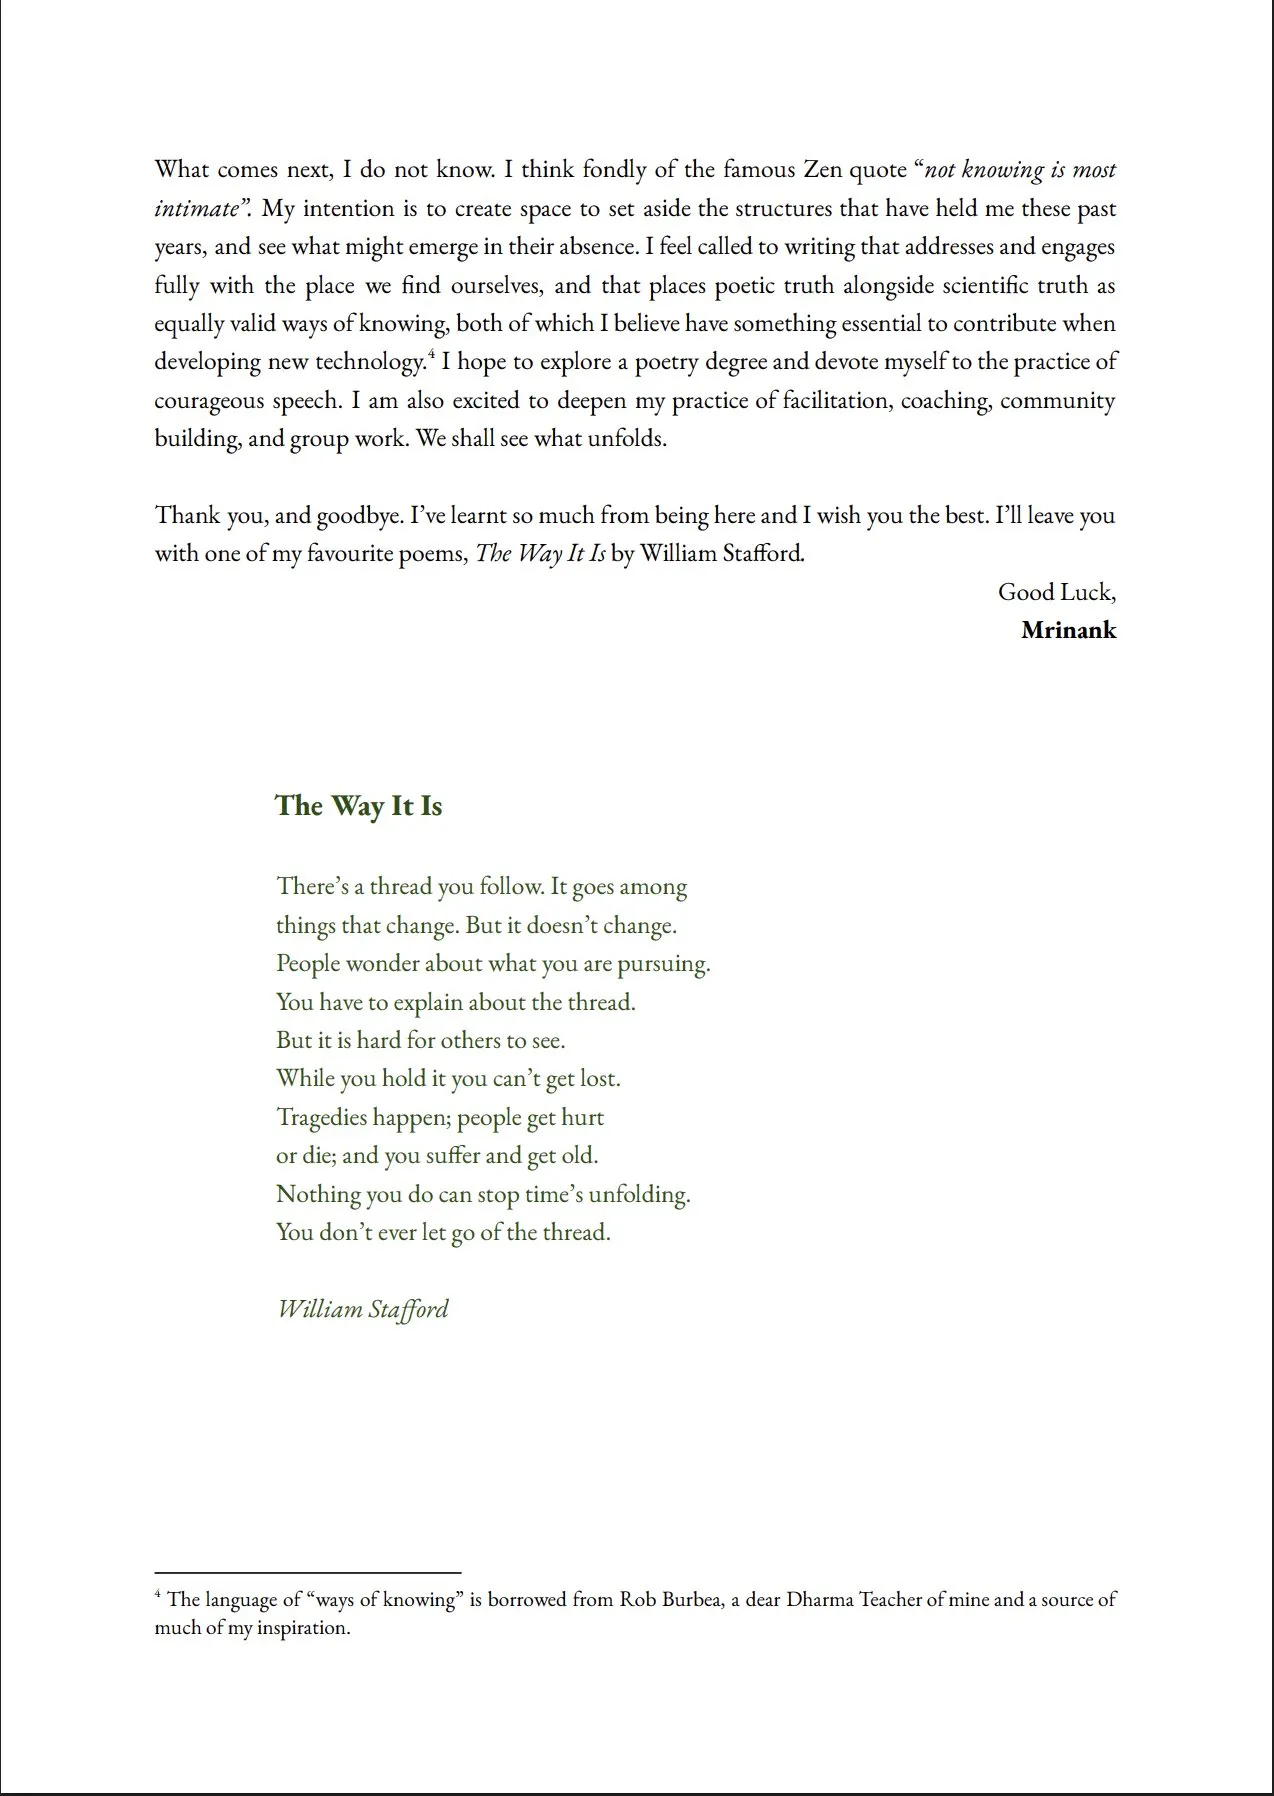 What comes next, I do not know. I think fondly of the famous Zen quote “not knowing is most
intimate”. My intention is to create space to set aside the structures that have held me these past
years, and see what might emerge in their absence. I feel called to writing that addresses and engages
fully with the place we find ourselves, and that places poetic truth alongside scientific truth as
equally valid ways of knowing, both of which I believe have something essential to contribute when
developing new technology.⁴ I hope to explore a poetry degree and devote myself to the practice of
courageous speech. I am also excited to deepen my practice of facilitation, coaching, community
building, and group work. We shall see what unfolds.
Thank you, and goodbye. I’ve learnt so much from being here and I wish you the best. I’ll leave you
with one of my favourite poems, The Way It Is by William Stafford.
Good Luck,
Mrinank
The Way It Is
There’s a thread you follow. It goes among
things that change. But it doesn’t change.
People wonder about what you are pursuing.
You have to explain about the thread.
But it is hard for others to see.
While you hold it you can’t get lost.
Tragedies happen; people get hurt
or die; and you suffer and get old.
Nothing you do can stop time’s unfolding.
You don’t ever let go of the thread.
William Stafford
⁴ The language of “ways of knowing” is borrowed from Rob Burbea, a dear Dharma Teacher of mine and a source of
much of my inspiration.